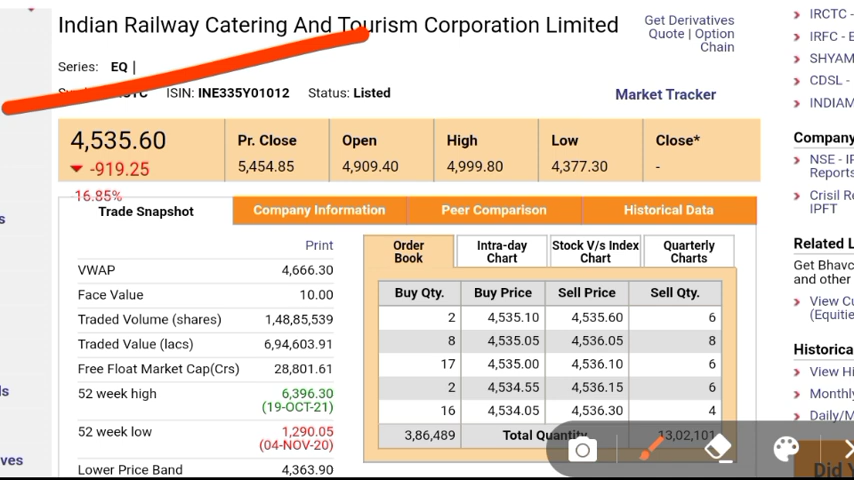 Indian Railway Catering And Tourism Corporation Limited
Get Derivatives
Quote | Option
Chain
Series: EQ |
ISIN: INE335Y01012 Status: Listed
Market Tracker
4,535.60
-919.25
16.85%
Pr. Close Open High Low Close*
5,454.85 4,909.40 4,999.80 4,377.30 -
Trade Snapshot Company Information Peer Comparison Historical Data
Print
VWAP 4,666.30
Face Value 10.00
Traded Volume (shares) 1,48,85,539
Traded Value (lacs) 6,94,603.91
Free Float Market Cap(Crs) 28,801.61
52 week high 6,396.30
(19-OCT-21)
52 week low 1,290.05
(04-NOV-20)
Lower Price Band 4,363.90
Order
Book
Intra-day
Chart
Stock V/s Index
Chart
Quarterly
Charts
Buy Qty. Buy Price Sell Price Sell Qty.
2 4,535.10 4,535.60 6
8 4,535.05 4,536.05 8
17 4,535.00 4,536.10 6
2 4,534.55 4,536.15 6
16 4,534.05 4,536.30 4
3,86,489 Total Quantity 13,02,101
IRCTC -
IRFC - E
SHYAM
CDSL -
INDIAM
Company
NSE - IP
Reports
Crisil Re
IPFT
Related L
Get Bhavc
and other
View Cu
(Equitie
Historica
View Hi
Monthly
Daily/M
Did Y
s
ds
ves